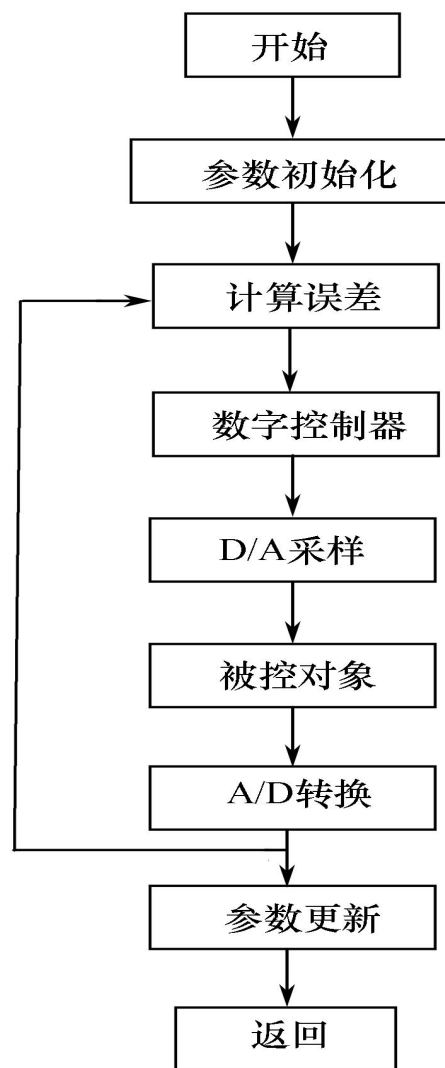 开始
参数初始化
计算误差
数字控制器
D/A采样
被控对象
A/D转换
参数更新
返回